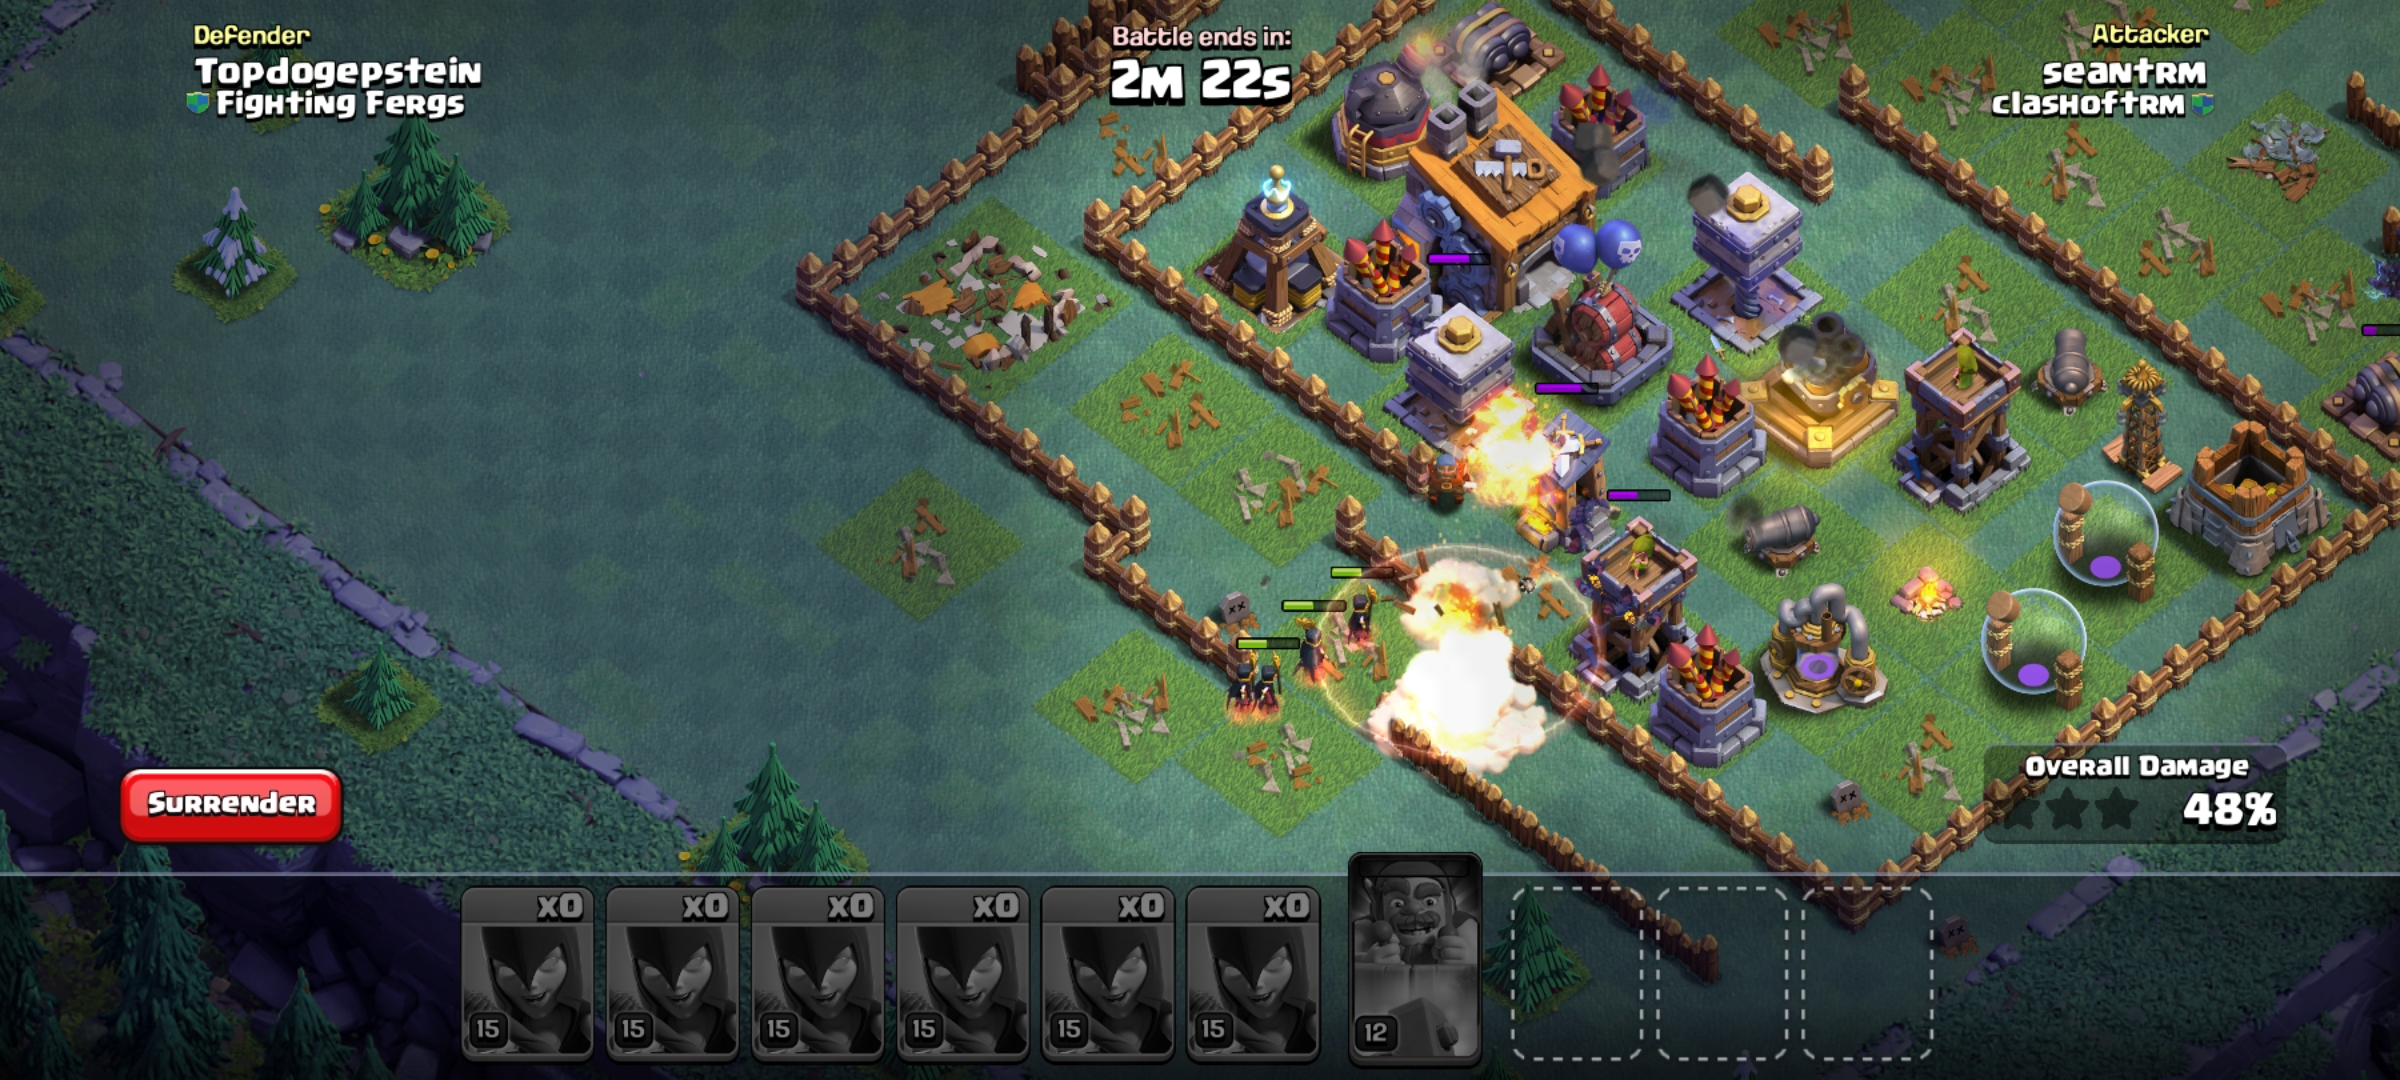 Defender
Topdogepstein
Fighting Fergs
Battle ends in:
2M 22s
Attacker
seantRM
clashoftRM
Surrender
Overall Damage
48%
x0
x0
x0
x0
x0
x0
15
15
15
15
15
15
12